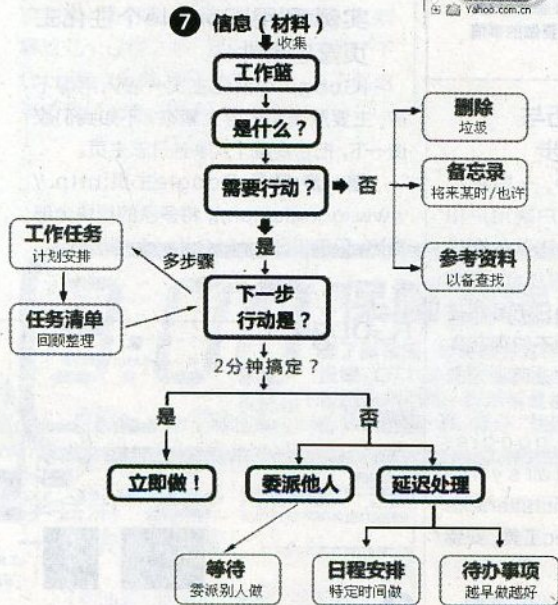 Yahoo.com.cn
7 信息（材料）
收集
工作篮
是什么？
需要行动？
否
删除
垃圾
备忘录
将来某时/也许
参考资料
以备查找
是
工作任务
计划安排
多步骤
任务清单
回顾整理
下一步
行动是？
2分钟搞定？
是
否
立即做！
委派他人
延迟处理
等待
委派别人做
日程安排
特定时间做
待办事项
越早做越好